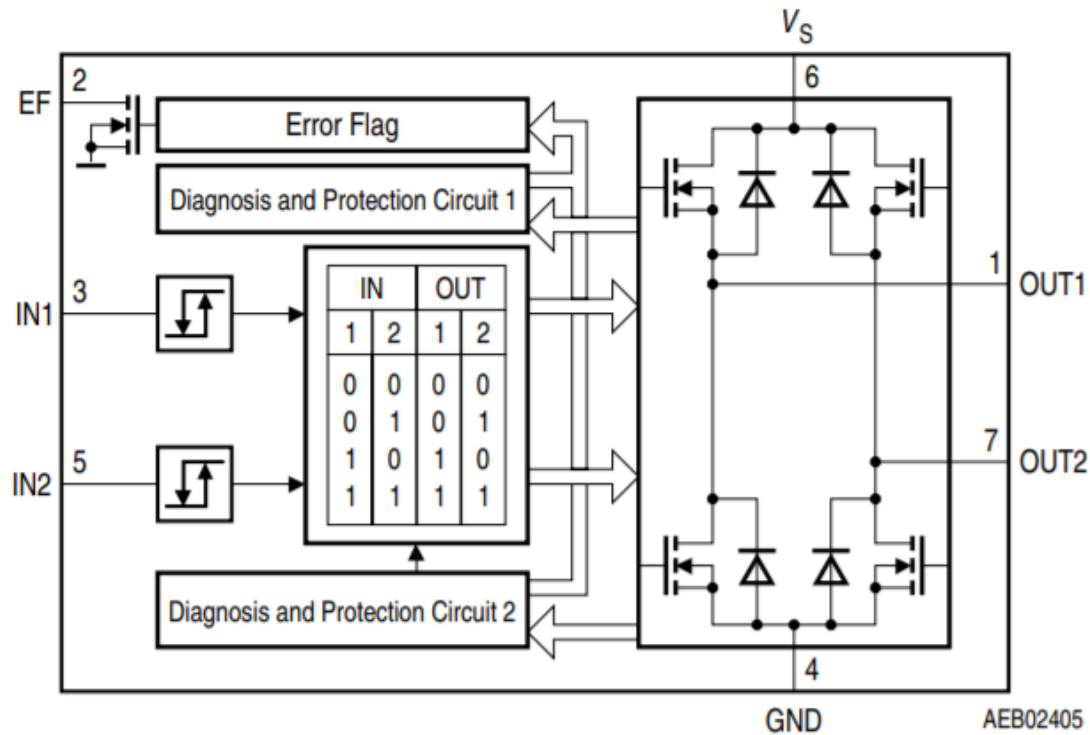 V_S
2
6
EF
Error Flag
Diagnosis and Protection Circuit 1
3
IN1
IN OUT
1 2 1 2
0 0 0 0
0 1 0 1
1 0 1 0
1 1 1 1
1
OUT1
5
IN2
7
OUT2
Diagnosis and Protection Circuit 2
4
GND
AEB02405